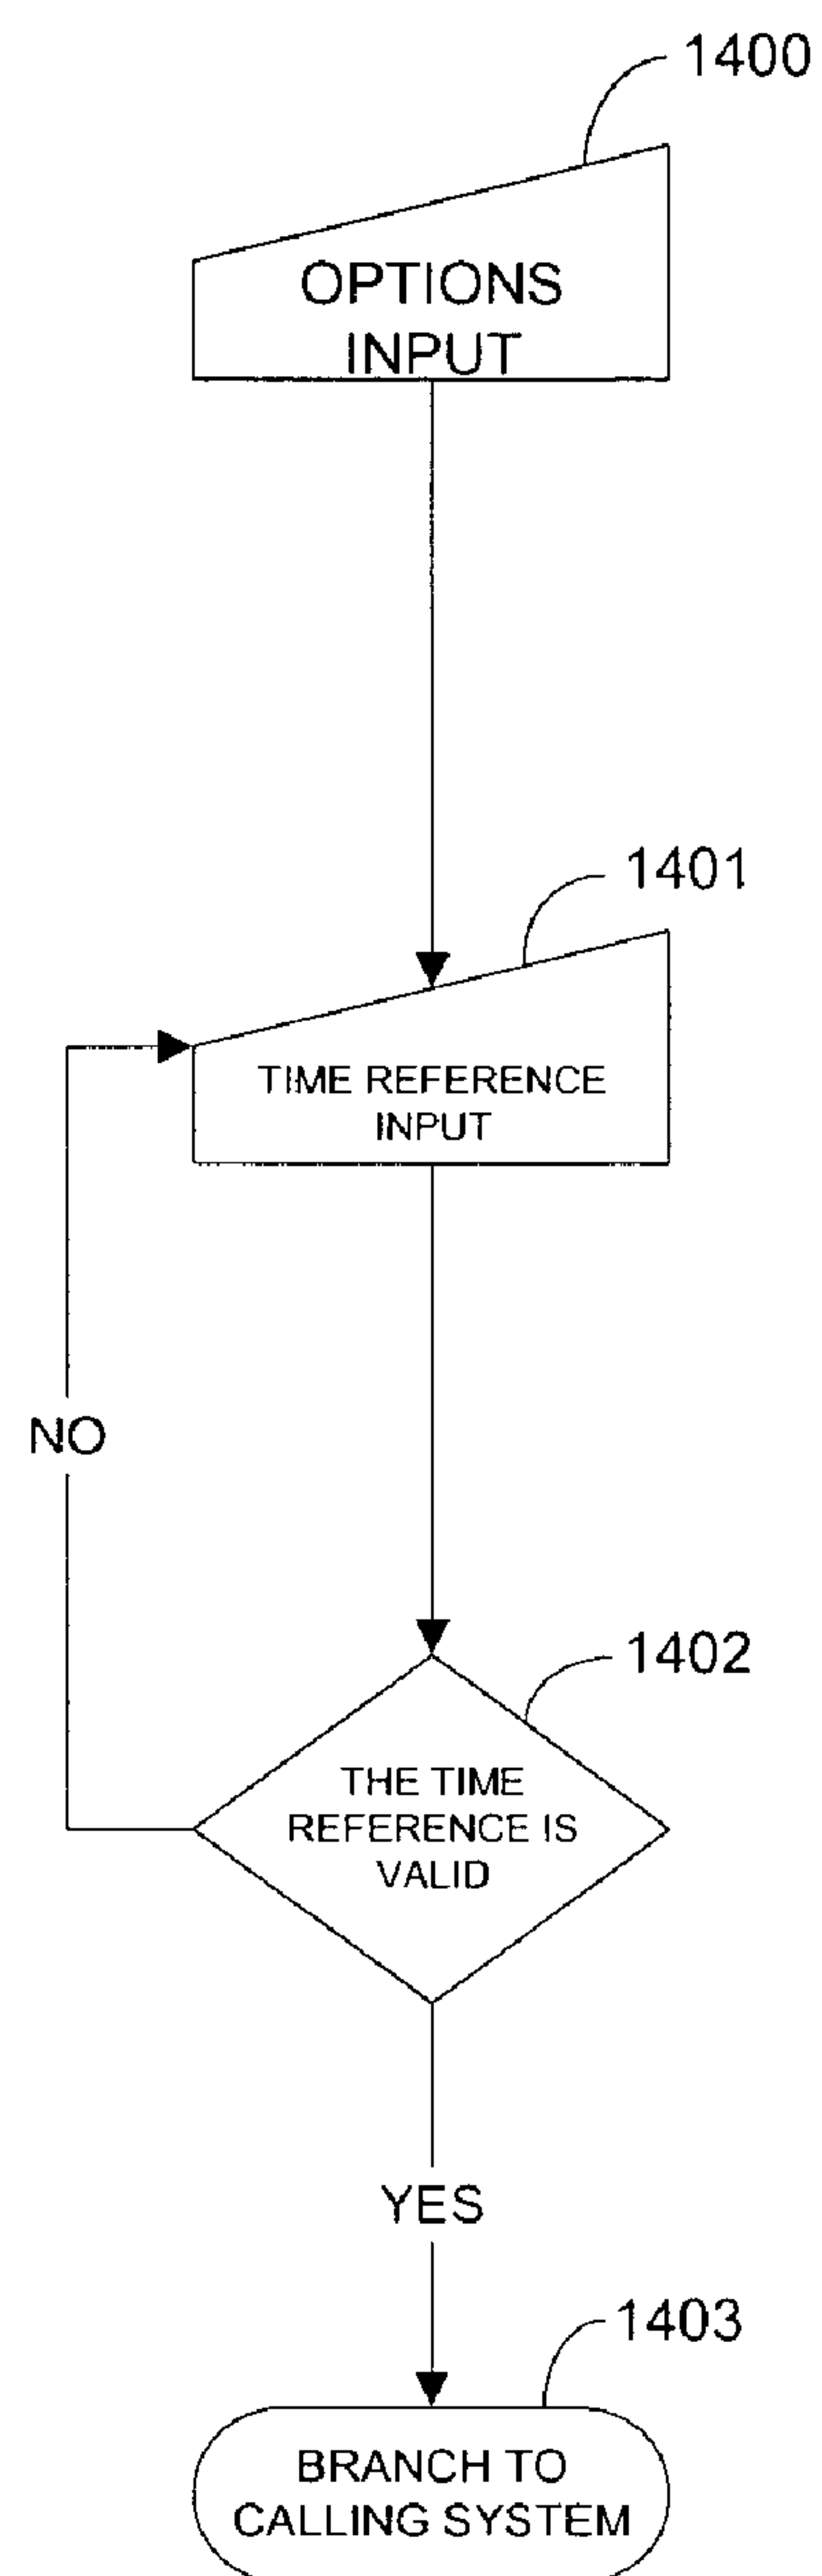 1400
OPTIONS
INPUT
1401
TIME REFERENCE
INPUT
NO
1402
THE TIME
REFERENCE IS
VALID
YES
1403
BRANCH TO
CALLING SYSTEM